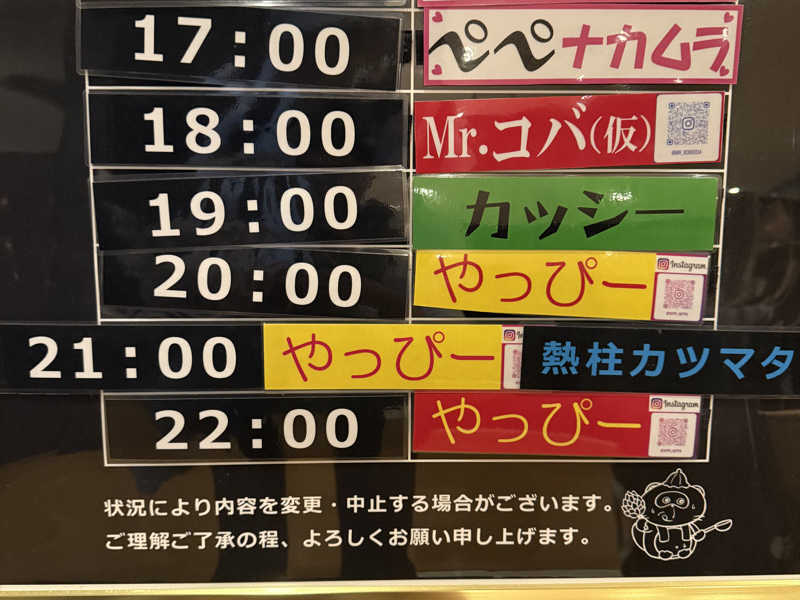 17:00 ぺぺナカムラ
18:00 Mr.コバ(仮)
19:00 カッシー
20:00 やっぴー Instagram
21:00 やっぴー 熱柱カツマタ
22:00 やっぴー Instagram
状況により内容を変更・中止する場合がございます。
ご理解ご了承の程、よろしくお願い申し上げます。